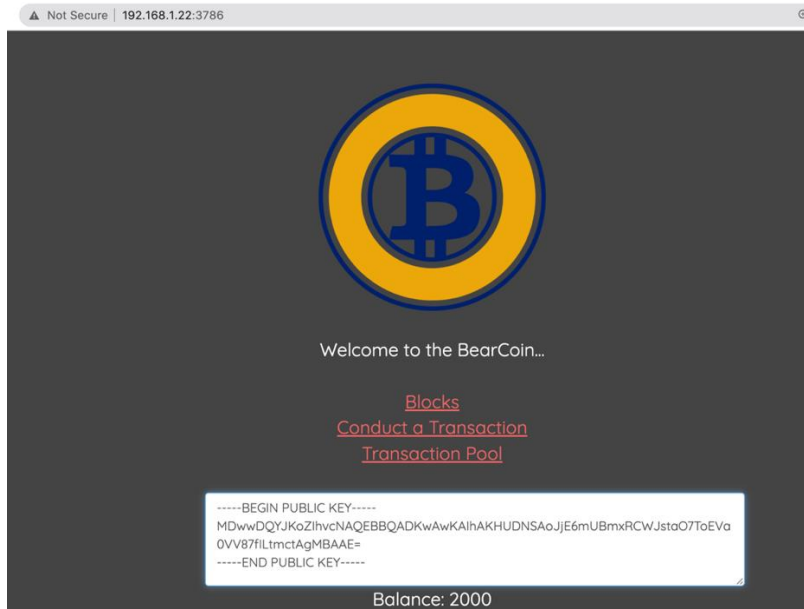 Not Secure | 192.168.1.22:3786
Welcome to the BearCoin...
Blocks
Conduct a Transaction
Transaction Pool
-----BEGIN PUBLIC KEY-----
MDwwDQYJKoZIhvcNAQEBBQADKwAwKAIhAKHUDNSAoJjE6mUBmxRCWJstaO7ToEVa
0VV87fILtmctAgMBAAE=
-----END PUBLIC KEY-----
Balance: 2000